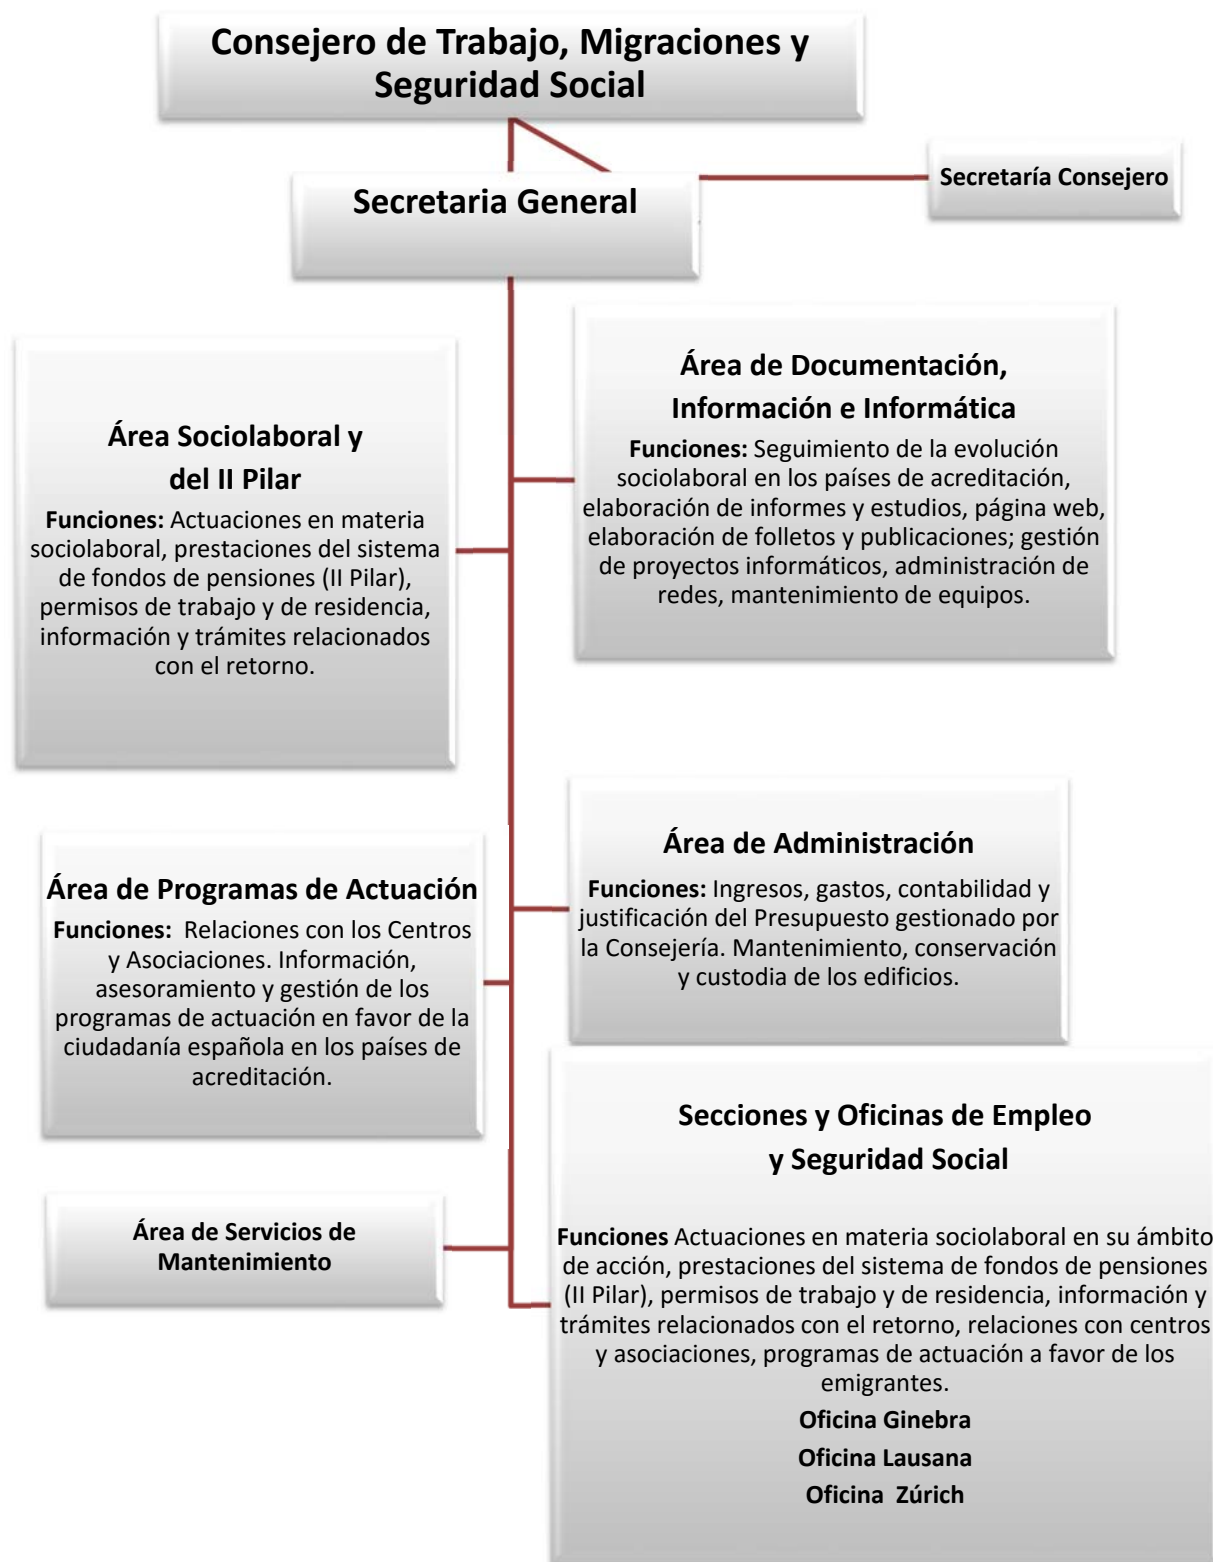 Consejero de Trabajo, Migraciones y
Seguridad Social
Secretaria General
Secretaría Consejero
Área Sociolaboral y
del II Pilar
Funciones: Actuaciones en materia
sociolaboral, prestaciones del sistema
de fondos de pensiones (II Pilar),
permisos de trabajo y de residencia,
información y trámites relacionados
con el retorno.
Área de Documentación,
Información e Informática
Funciones: Seguimiento de la evolución
sociolaboral en los países de acreditación,
elaboración de informes y estudios, página web,
elaboración de folletos y publicaciones; gestión
de proyectos informáticos, administración de
redes, mantenimiento de equipos.
Área de Programas de Actuación
Funciones: Relaciones con los Centros
y Asociaciones. Información,
asesoramiento y gestión de los
programas de actuación en favor de la
ciudadanía española en los países de
acreditación.
Área de Administración
Funciones: Ingresos, gastos, contabilidad y
justificación del Presupuesto gestionado por
la Consejería. Mantenimiento, conservación
y custodia de los edificios.
Área de Servicios de
Mantenimiento
Secciones y Oficinas de Empleo
y Seguridad Social
Funciones Actuaciones en materia sociolaboral en su ámbito
de acción, prestaciones del sistema de fondos de pensiones
(II Pilar), permisos de trabajo y de residencia, información y
trámites relacionados con el retorno, relaciones con centros
y asociaciones, programas de actuación a favor de los
emigrantes.
Oficina Ginebra
Oficina Lausana
Oficina Zúrich